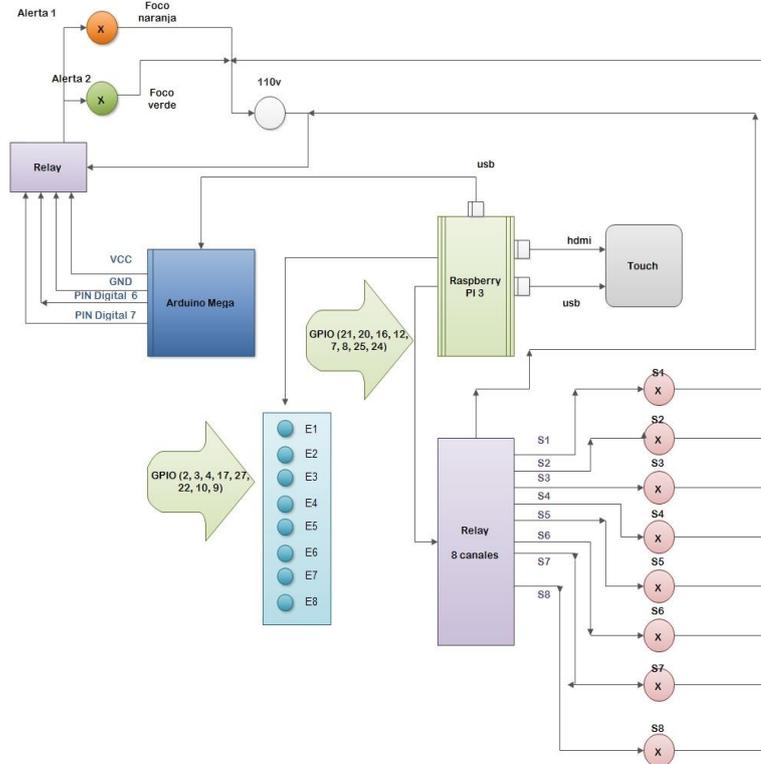 Alerta 1
Foco
naranja
X
Alerta 2
X
Foco
verde
110v
Relay
usb
VCC
GND
PIN Digital 6
PIN Digital 7
Arduino Mega
Raspberry
PI 3
hdmi
usb
Touch
GPIO (21, 20, 16, 12,
7, 8, 25, 24)
GPIO (2, 3, 4, 17, 27,
22, 10, 9)
E1
E2
E3
E4
E5
E6
E7
E8
Relay
8 canales
S1
S2
S3
S4
S5
S6
S7
S8
S1
X
S2
X
S3
X
S4
X
S5
X
S6
X
S7
X
S8
X